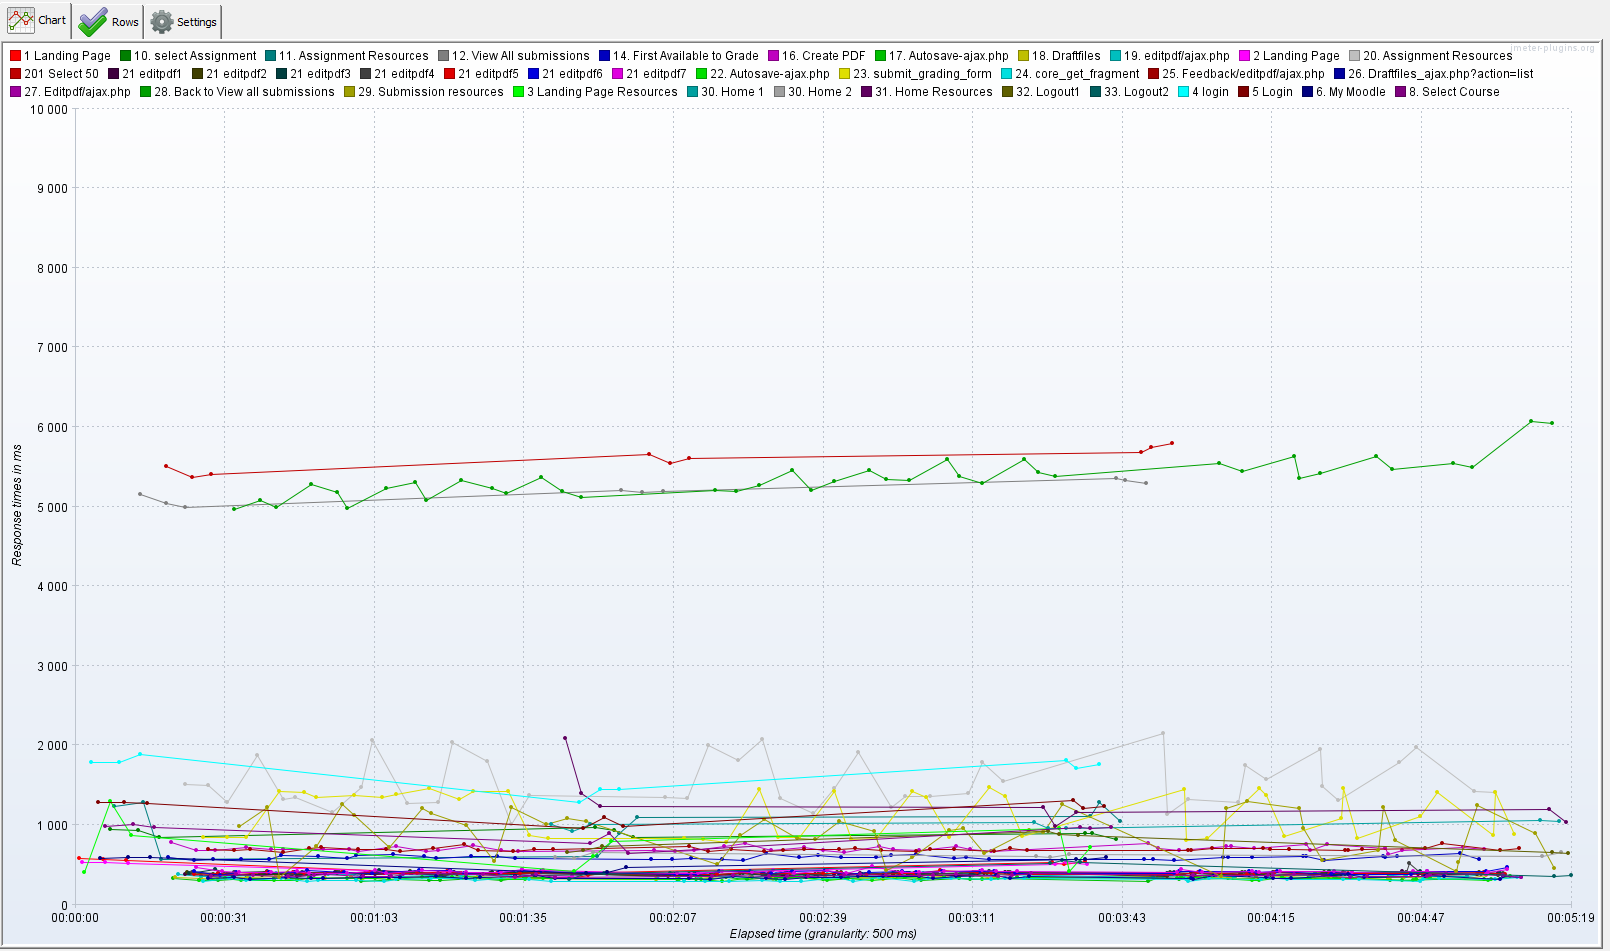 Chart Rows Settings
jmeter-plugins.org
1 Landing Page 10. select Assignment 11. Assignment Resources 12. View All submissions 14. First Available to Grade 16. Create PDF 17. Autosave-ajax.php 18. Draftfiles 19. editpdf/ajax.php 2 Landing Page 20. Assignment Resources
201 Select 50 21 editpdf1 21 editpdf2 21 editpdf3 21 editpdf4 21 editpdf5 21 editpdf6 21 editpdf7 22. Autosave-ajax.php 23. submit_grading_form 24. core_get_fragment 25. Feedback/editpdf/ajax.php 26. Draftfiles_ajax.php?action=list
27. Editpdf/ajax.php 28. Back to View all submissions 29. Submission resources 3 Landing Page Resources 30. Home 1 30. Home 2 31. Home Resources 32. Logout1 33. Logout2 4 login 5 Login 6. My Moodle 8. Select Course
10 000
9 000
8 000
7 000
6 000
5 000
4 000
3 000
2 000
1 000
0
Response times in ms
00:00:00 00:00:31 00:01:03 00:01:35 00:02:07 00:02:39 00:03:11 00:03:43 00:04:15 00:04:47 00:05:19
Elapsed time (granularity: 500 ms)